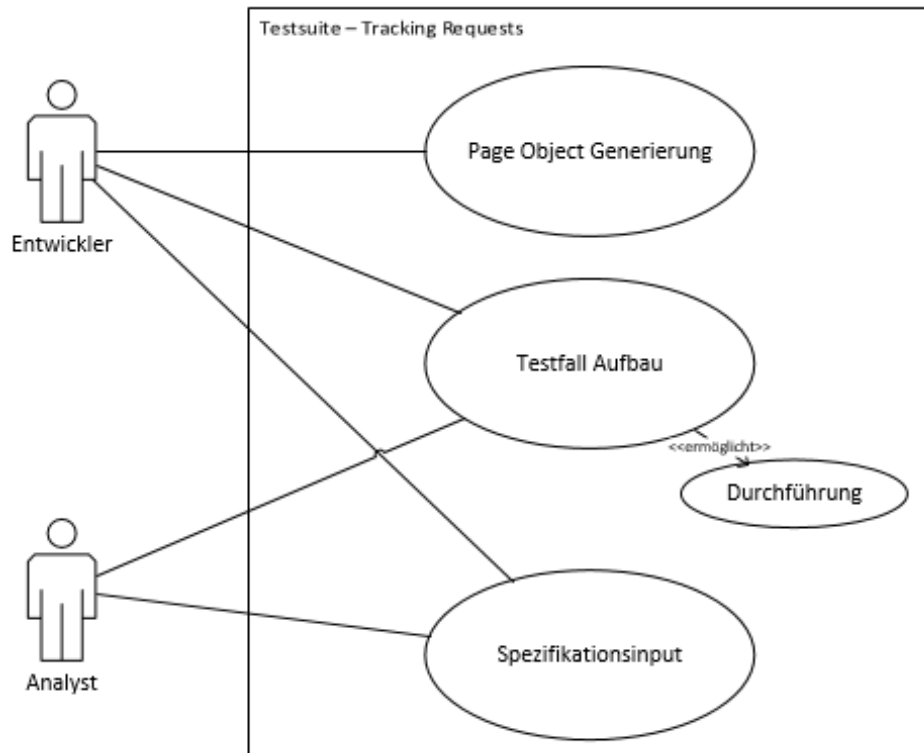 Testsuite – Tracking Requests
Page Object Generierung
Entwickler
Testfall Aufbau
<<ermöglicht>>
Durchführung
Spezifikationsinput
Analyst